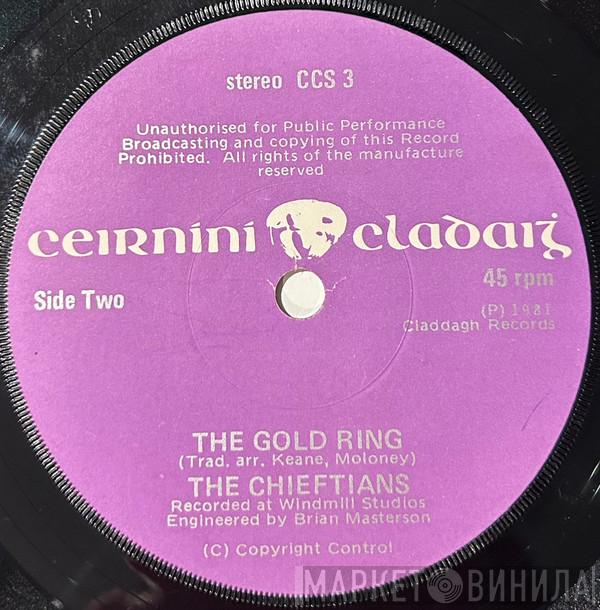 stereo CCS 3
Unauthorised for Public Performance
Broadcasting and copying of this Record
Prohibited. All rights of the manufacture
reserved
ceirníní cladaiġ
Side Two
45 rpm
(P) 1981
Claddagh Records
THE GOLD RING
(Trad. arr. Keane, Moloney)
THE CHIEFTIANS
Recorded at Windmill Studios
Engineered by Brian Masterson
(C) Copyright Control
МАРКЕТ ВИНИЛА